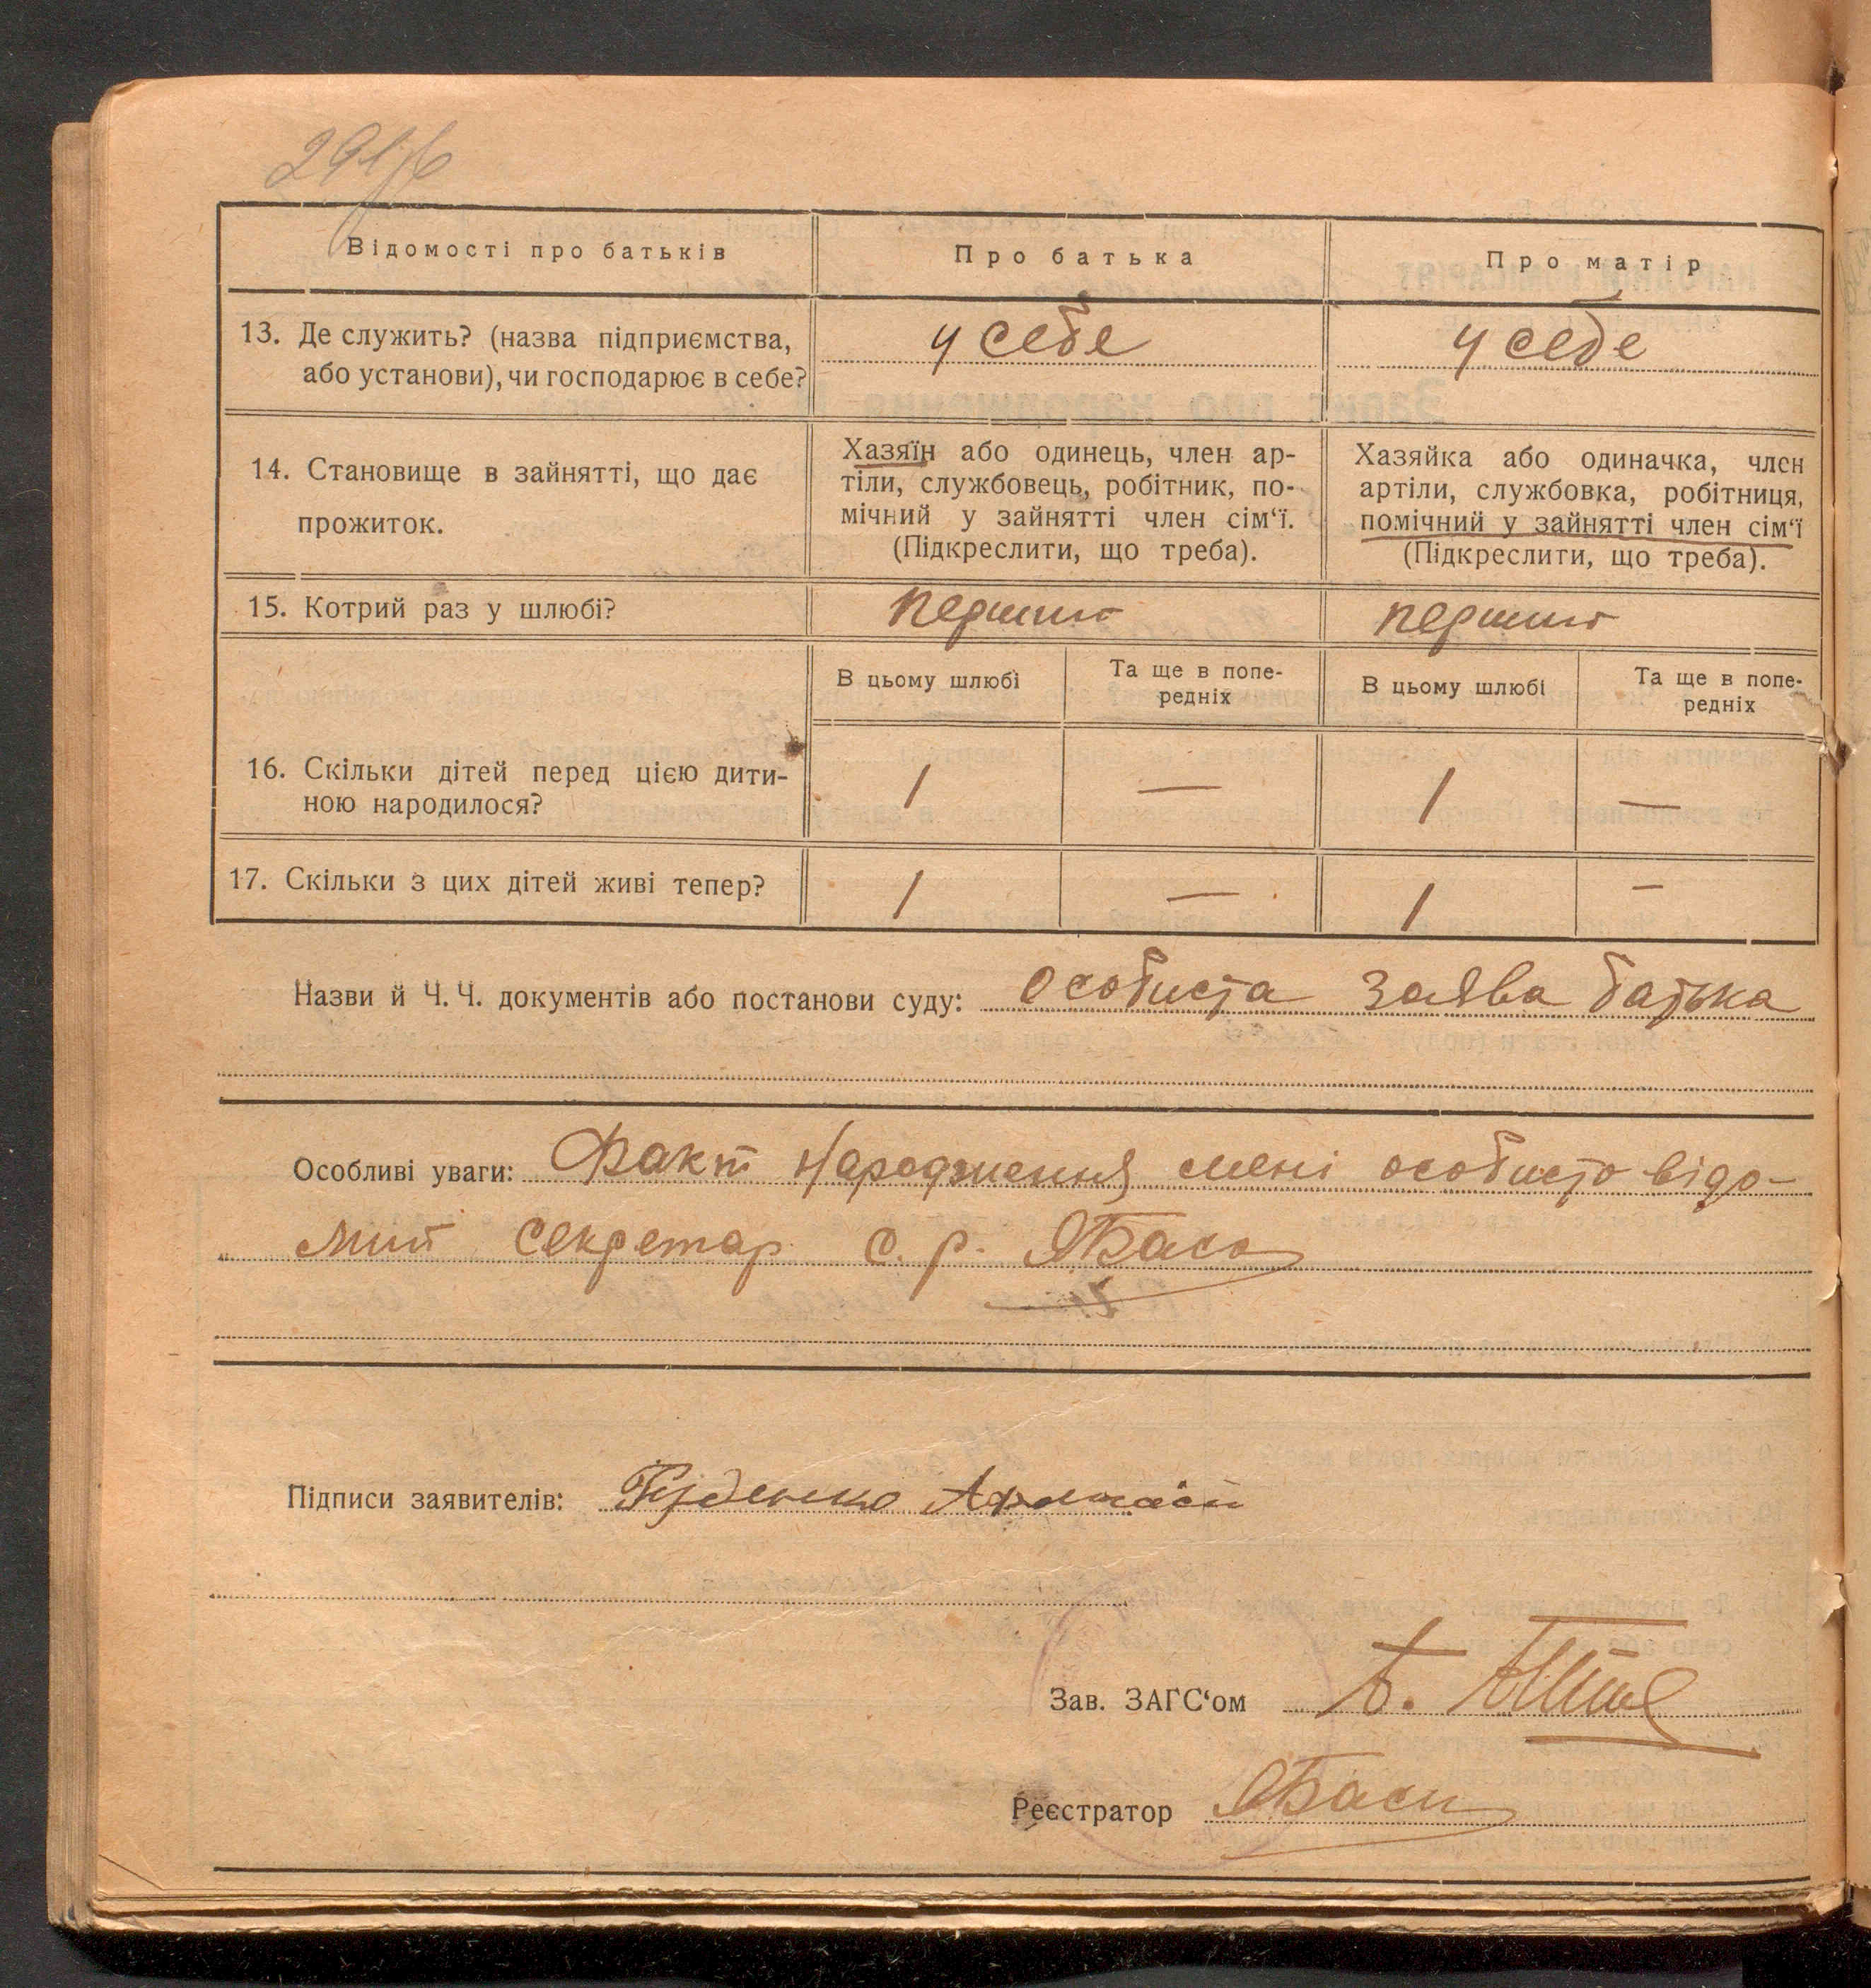 Відомості про батьків
Про батька
Про матір
13. Де служить? (назва підприємства,
або установи), чи господарює в себе?
у себе
у себе
14. Становище в зайнятті, що дає
прожиток.
Хазяїн або одинець, член ар-
тіли, службовець, робітник, по-
мічний у зайнятті член сім‘ї.
(Підкреслити, що треба).
Хазяйка або одиначка, член
артіли, службовка, робітниця,
помічний у зайнятті член сім‘ї
(Підкреслити, що треба).
15. Котрий раз у шлюбі?
перший
перший
В цьому шлюбі
Та ще в попе-
редніх
В цьому шлюбі
Та ще в попе-
редніх
16. Скільки дітей перед цією дити-
ною народилося?
1 — 1 —
17. Скільки з цих дітей живі тепер?
1 — 1 —
Назви й Ч. Ч. документів або постанови суду: особиста заява батька
Особливі уваги: Факт народження мені особисто відо-
мий секретар с. р.
Підписи заявителів:
Зав. ЗАГС‘ом
Реєстратор